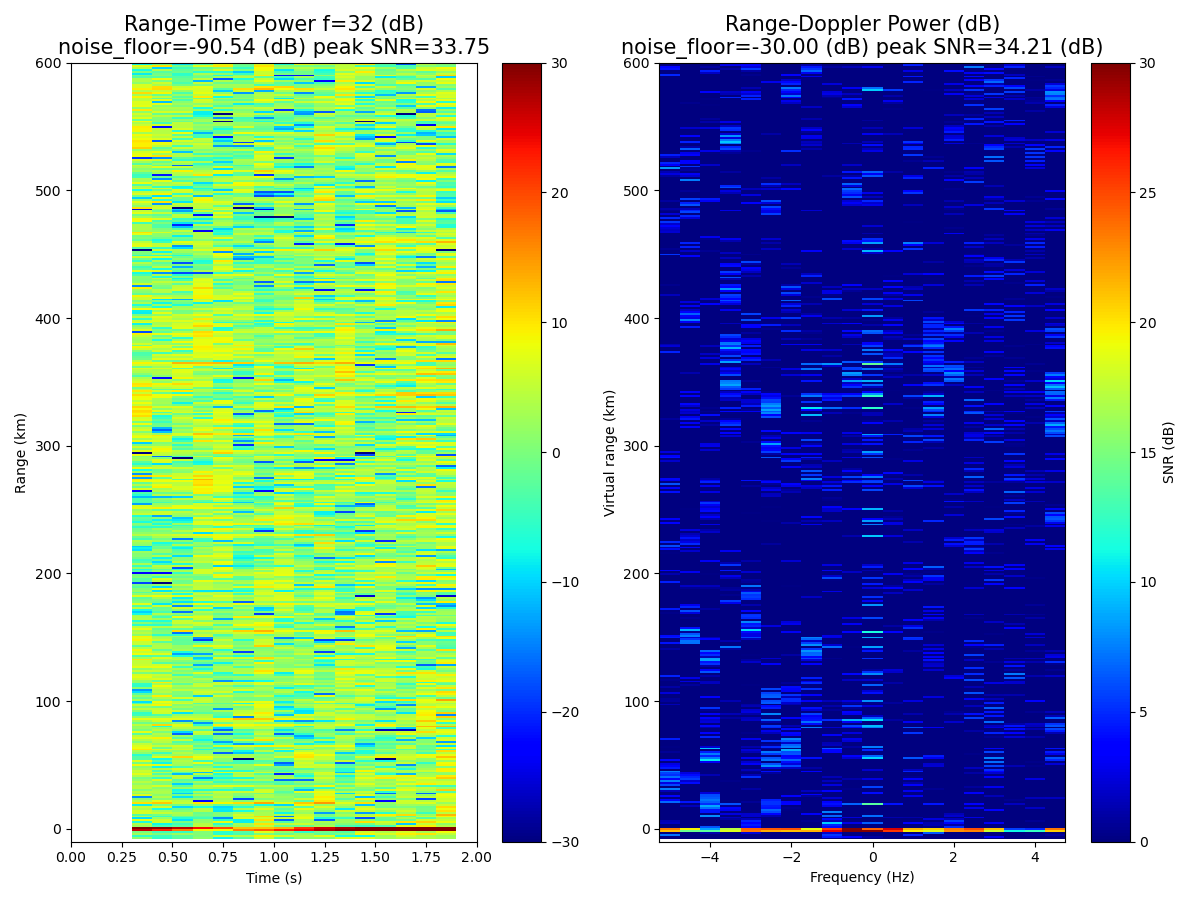 Range-Time Power f=32 (dB)
noise_floor=-90.54 (dB) peak SNR=33.75
Range (km)
600
500
400
300
200
100
0
0.00 0.25 0.50 0.75 1.00 1.25 1.50 1.75 2.00
Time (s)
30
20
10
0
−10
−20
−30
Range-Doppler Power (dB)
noise_floor=-30.00 (dB) peak SNR=34.21 (dB)
Virtual range (km)
600
500
400
300
200
100
0
−4 −2 0 2 4
Frequency (Hz)
30
25
20
15
10
5
0
SNR (dB)